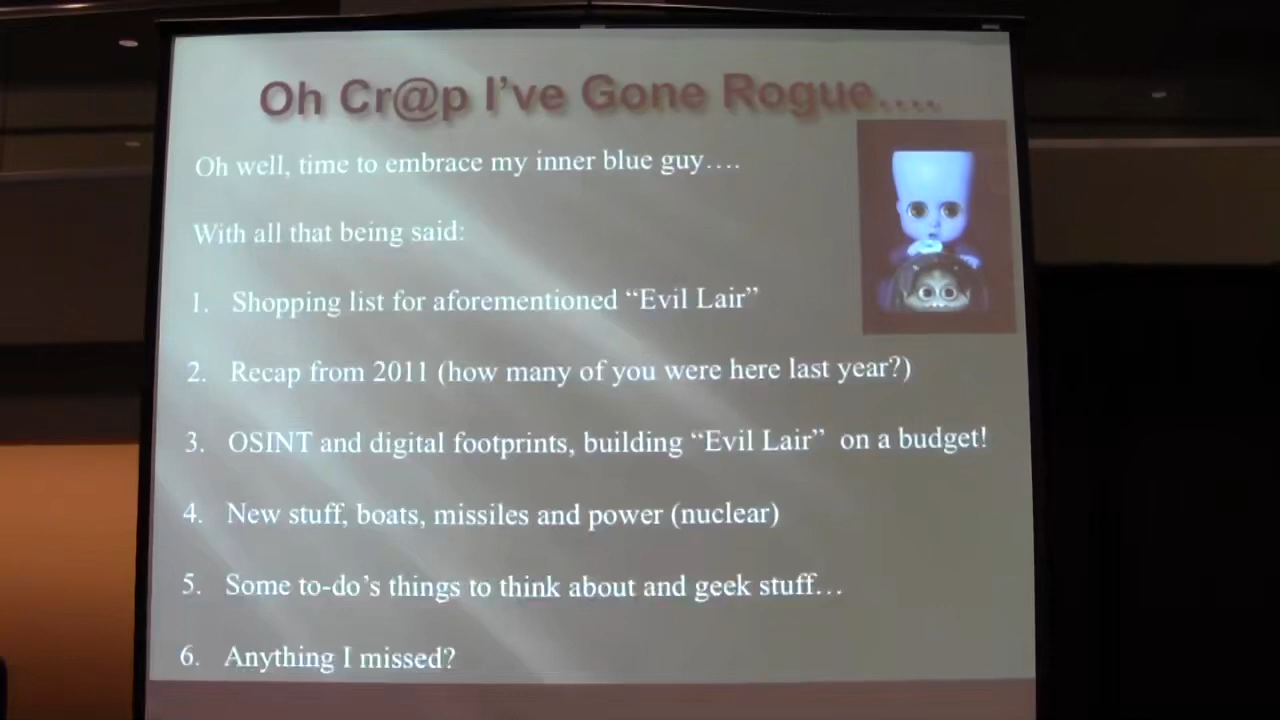 Oh Cr@p I've Gone Rogue....
Oh well, time to embrace my inner blue guy….
With all that being said:
1. Shopping list for aforementioned “Evil Lair”
2. Recap from 2011 (how many of you were here last year?)
3. OSINT and digital footprints, building “Evil Lair” on a budget!
4. New stuff, boats, missiles and power (nuclear)
5. Some to-do’s things to think about and geek stuff…
6. Anything I missed?